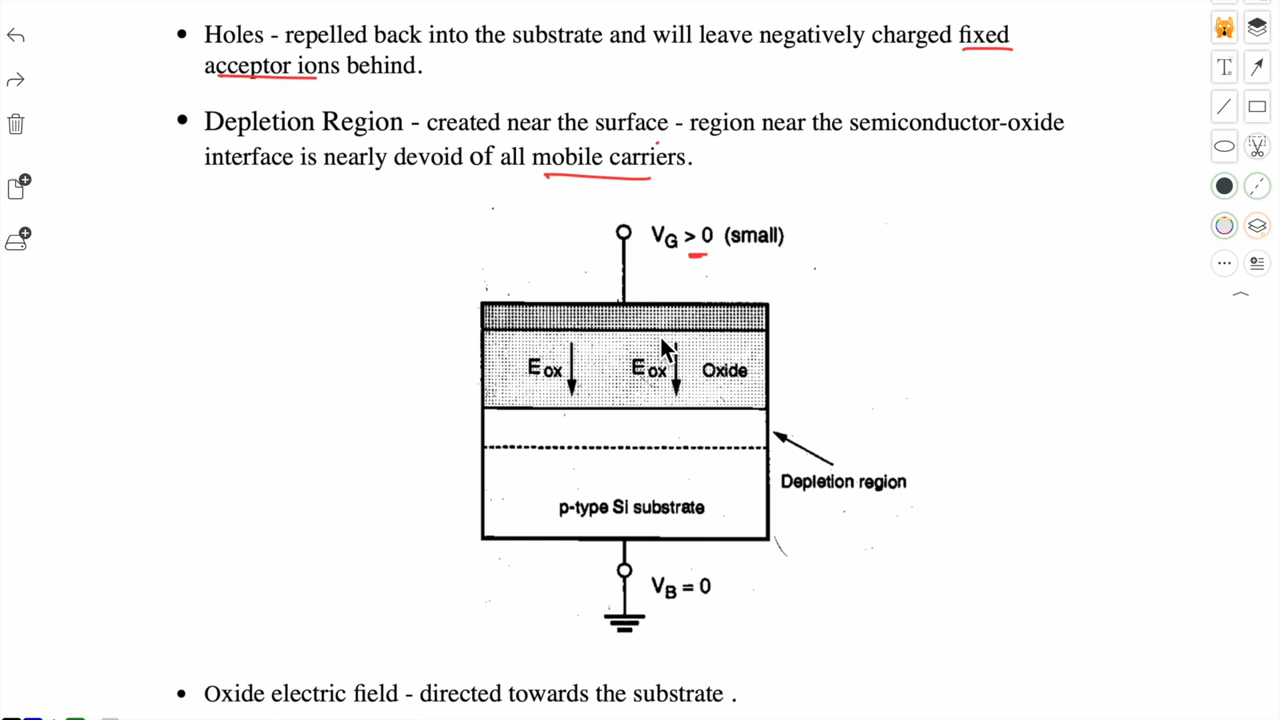 • Holes - repelled back into the substrate and will leave negatively charged fixed
acceptor ions behind.
• Depletion Region - created near the surface - region near the semiconductor-oxide
interface is nearly devoid of all mobile carriers.
VG > 0 (small)
Eox Eox Oxide
Depletion region
p-type Si substrate
VB = 0
• Oxide electric field - directed towards the substrate .